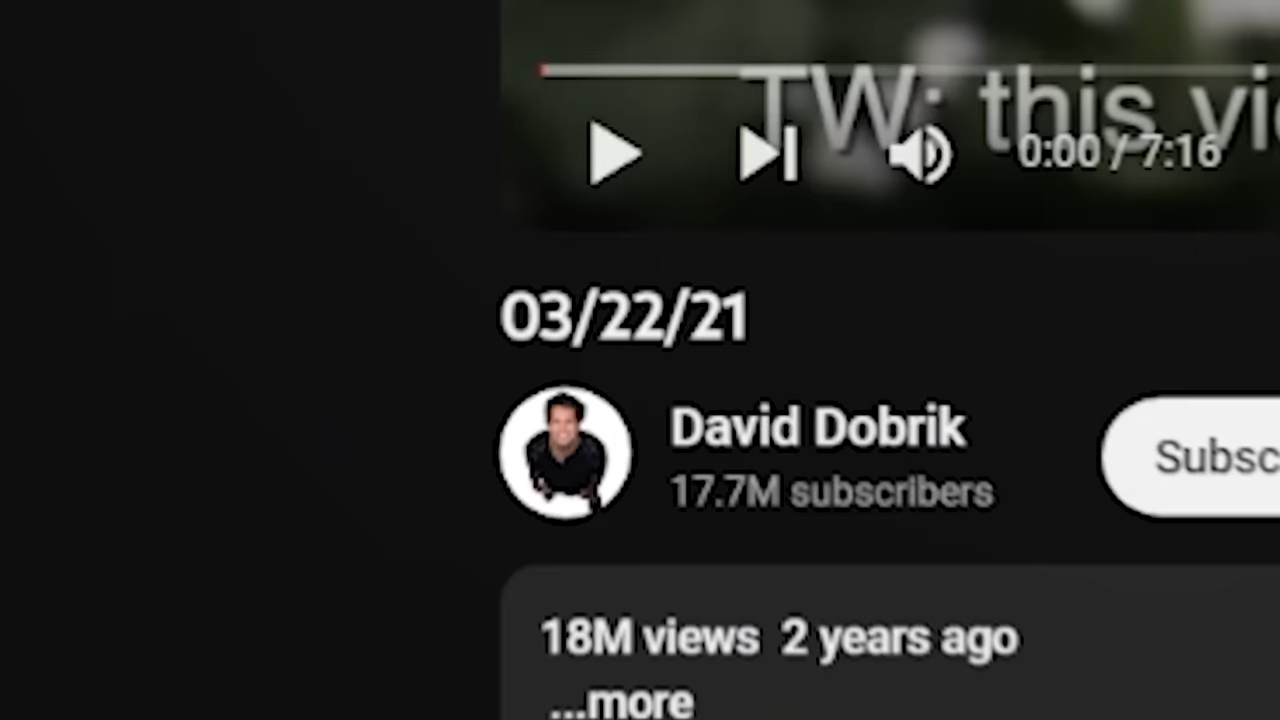 TW: this vi
0:00 / 7:16
03/22/21
David Dobrik
17.7M subscribers
Subsc
18M views 2 years ago
...more